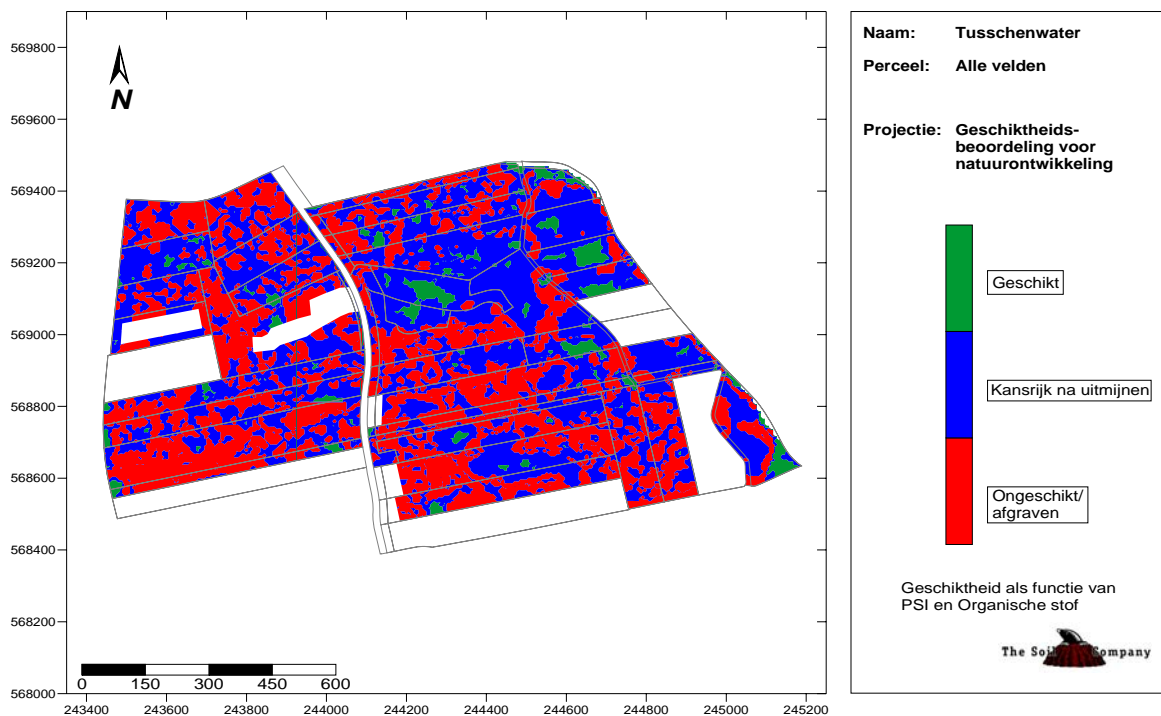 569800
569600
569400
569200
569000
568800
568600
568400
568200
568000
N
0 150 300 450 600
243400 243600 243800 244000 244200 244400 244600 244800 245000 245200
Naam: Tusschenwater
Perceel: Alle velden
Projectie: Geschiktheids-
beoordeling voor
natuurontwikkeling
Geschikt
Kansrijk na uitmijnen
Ongeschikt/
afgraven
Geschiktheid als functie van
PSI en Organische stof
The Soil Company